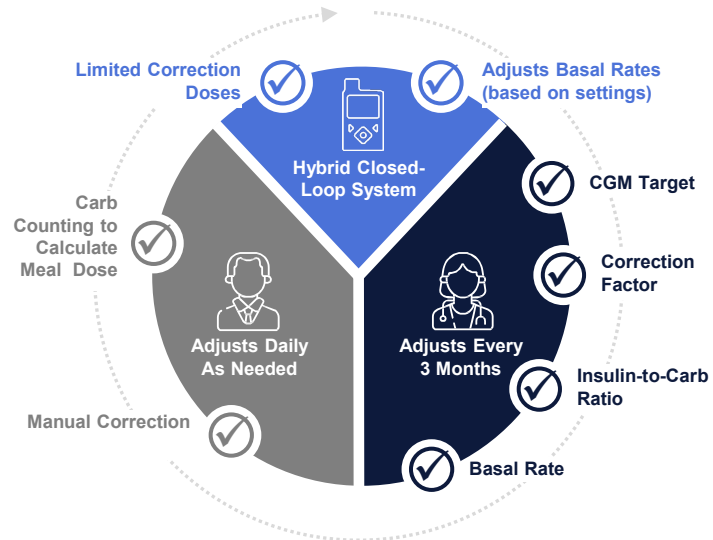 Limited Correction
Doses
Adjusts Basal Rates
(based on settings)
Hybrid Closed-
Loop System
CGM Target
Carb
Counting to
Calculate
Meal Dose
Correction
Factor
Adjusts Daily
As Needed
Adjusts Every
3 Months
Insulin-to-Carb
Ratio
Manual Correction
Basal Rate